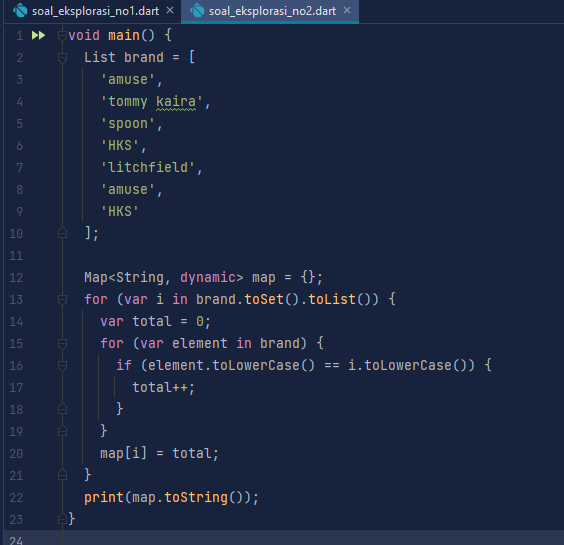 soal_eksplorasi_no1.dart × soal_eksplorasi_no2.dart ×
1 void main() {
2 List brand = [
3 'amuse',
4 'tommy kaira',
5 'spoon',
6 'HKS',
7 'litchfield',
8 'amuse',
9 'HKS'
10 ];
11
12 Map<String, dynamic> map = {};
13 for (var i in brand.toSet().toList()) {
14 var total = 0;
15 for (var element in brand) {
16 if (element.toLowerCase() == i.toLowerCase()) {
17 total++;
18 }
19 }
20 map[i] = total;
21 }
22 print(map.toString());
23 }
24